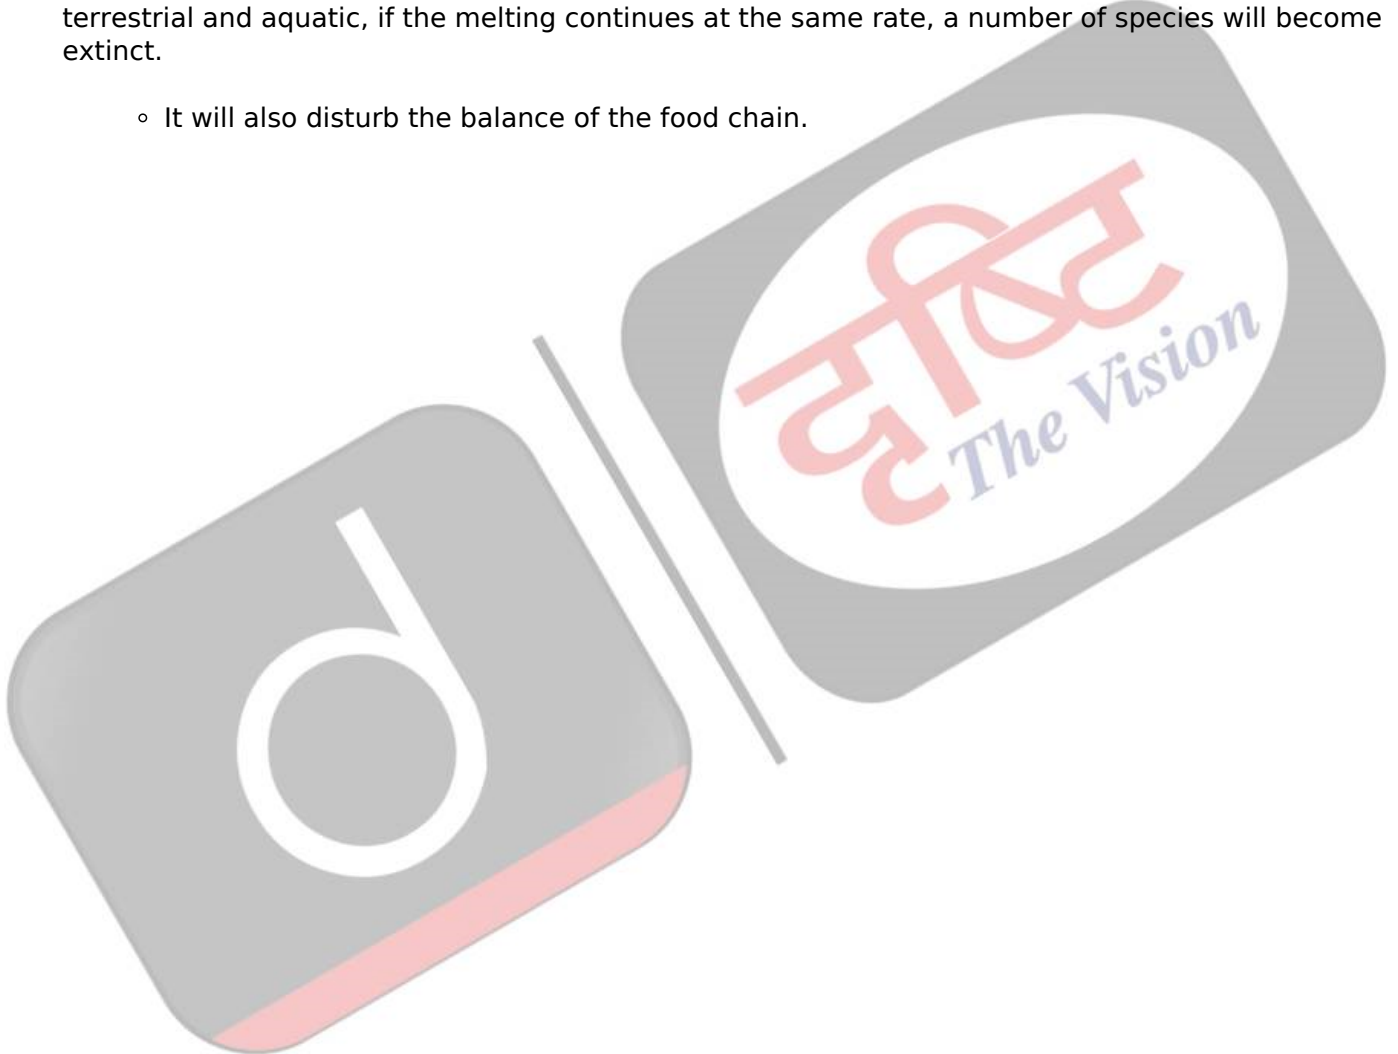 terrestrial and aquatic, if the melting continues at the same rate, a number of species will become
extinct.
It will also disturb the balance of the food chain.
दृष्टि
The Vision
d